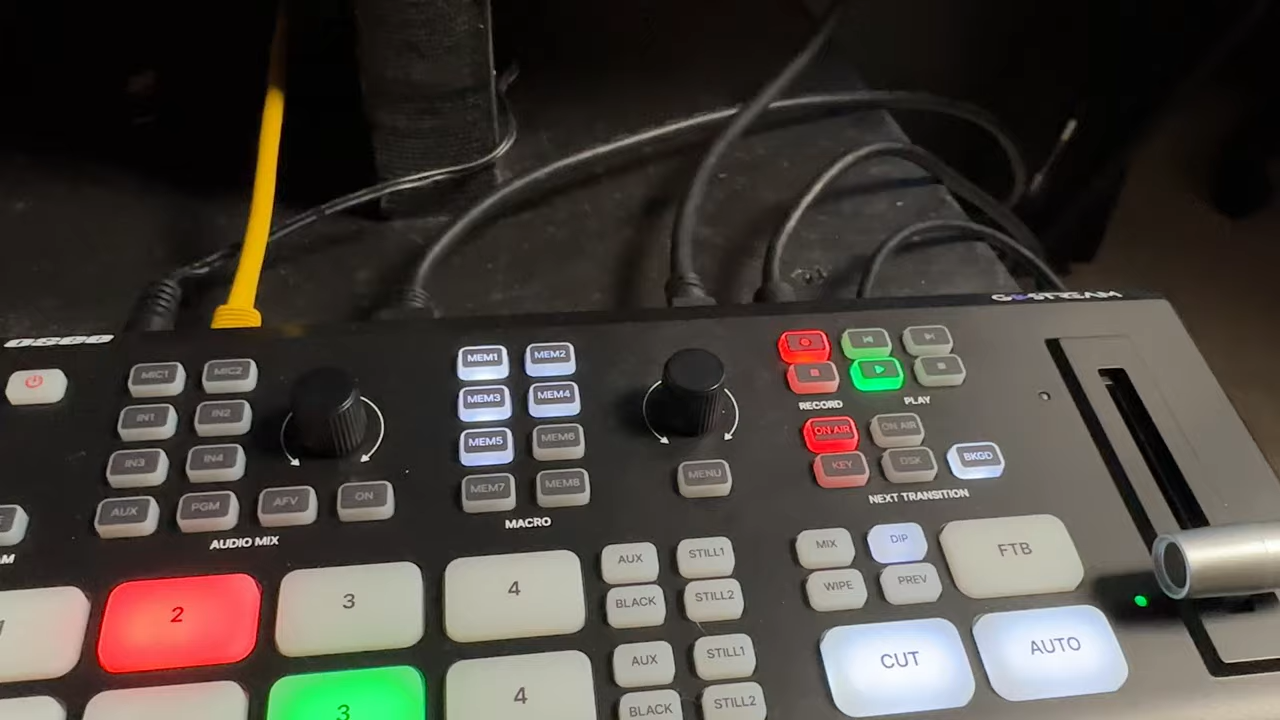 osee
GOSTREAM
MIC1 MIC2
IN1 IN2
IN3 IN4
AUX PGM AFV ON
AUDIO MIX
MEM1 MEM2
MEM3 MEM4
MEM5 MEM6
MEM7 MEM8
MACRO
MENU
RECORD PLAY
ON AIR ON AIR
KEY DSK BKGD
NEXT TRANSITION
MIX DIP FTB
WIPE PREV
CUT AUTO
1 2 3 4
AUX STILL1
BLACK STILL2
3 4
AUX STILL1
BLACK STILL2